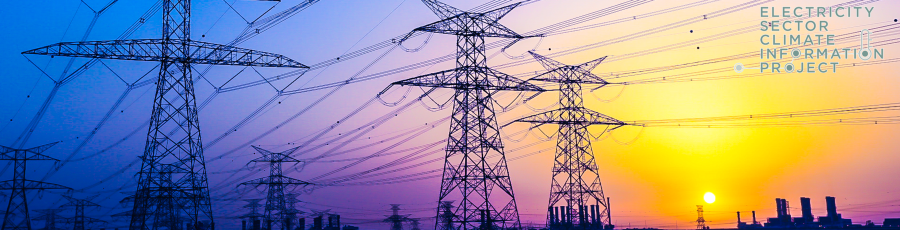 ELECTRICITY
SECTOR
CLIMATE
INFORMATION
PROJECT